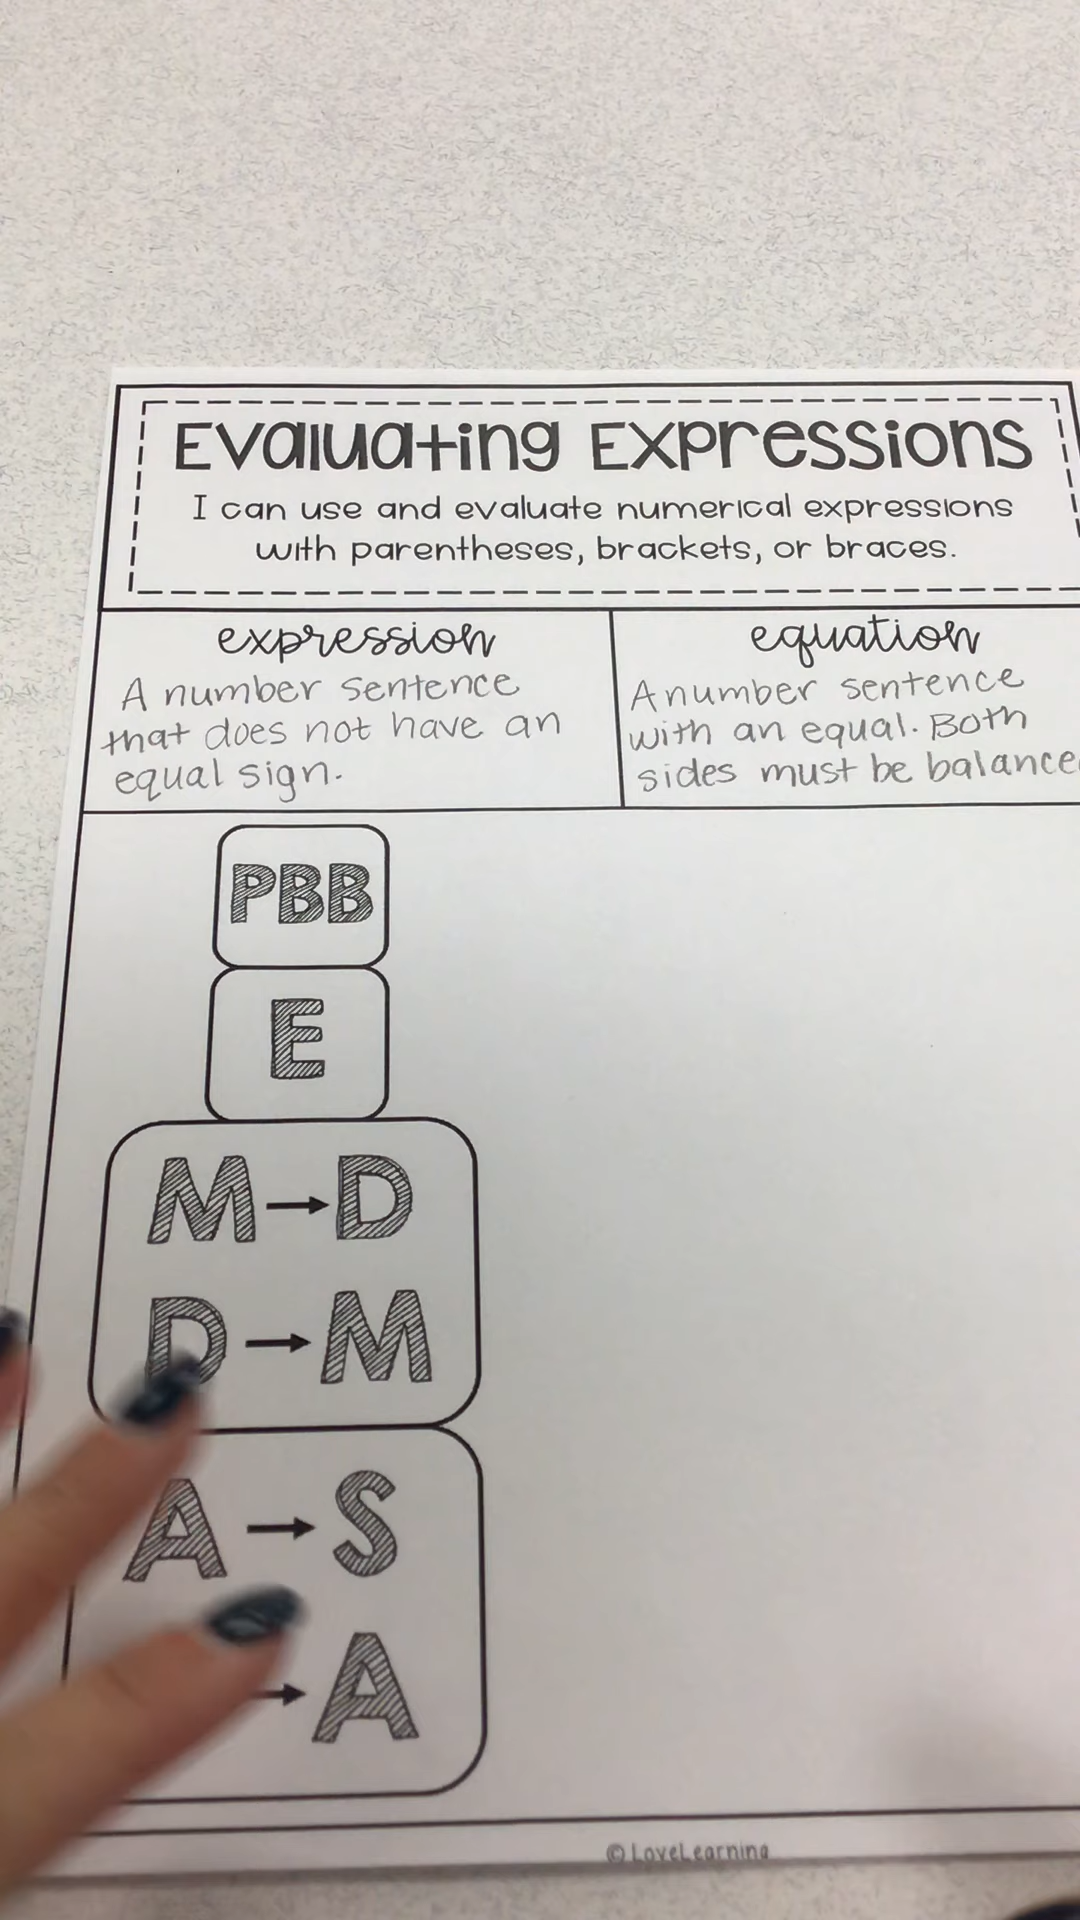 Evaluating Expressions
I can use and evaluate numerical expressions
with parentheses, brackets, or braces.
expression
A number sentence
that does not have an
equal sign.
equation
A number sentence
with an equal. Both
sides must be balance
PBB
E
M→D
D→M
A→S
→A
©LoveLearning